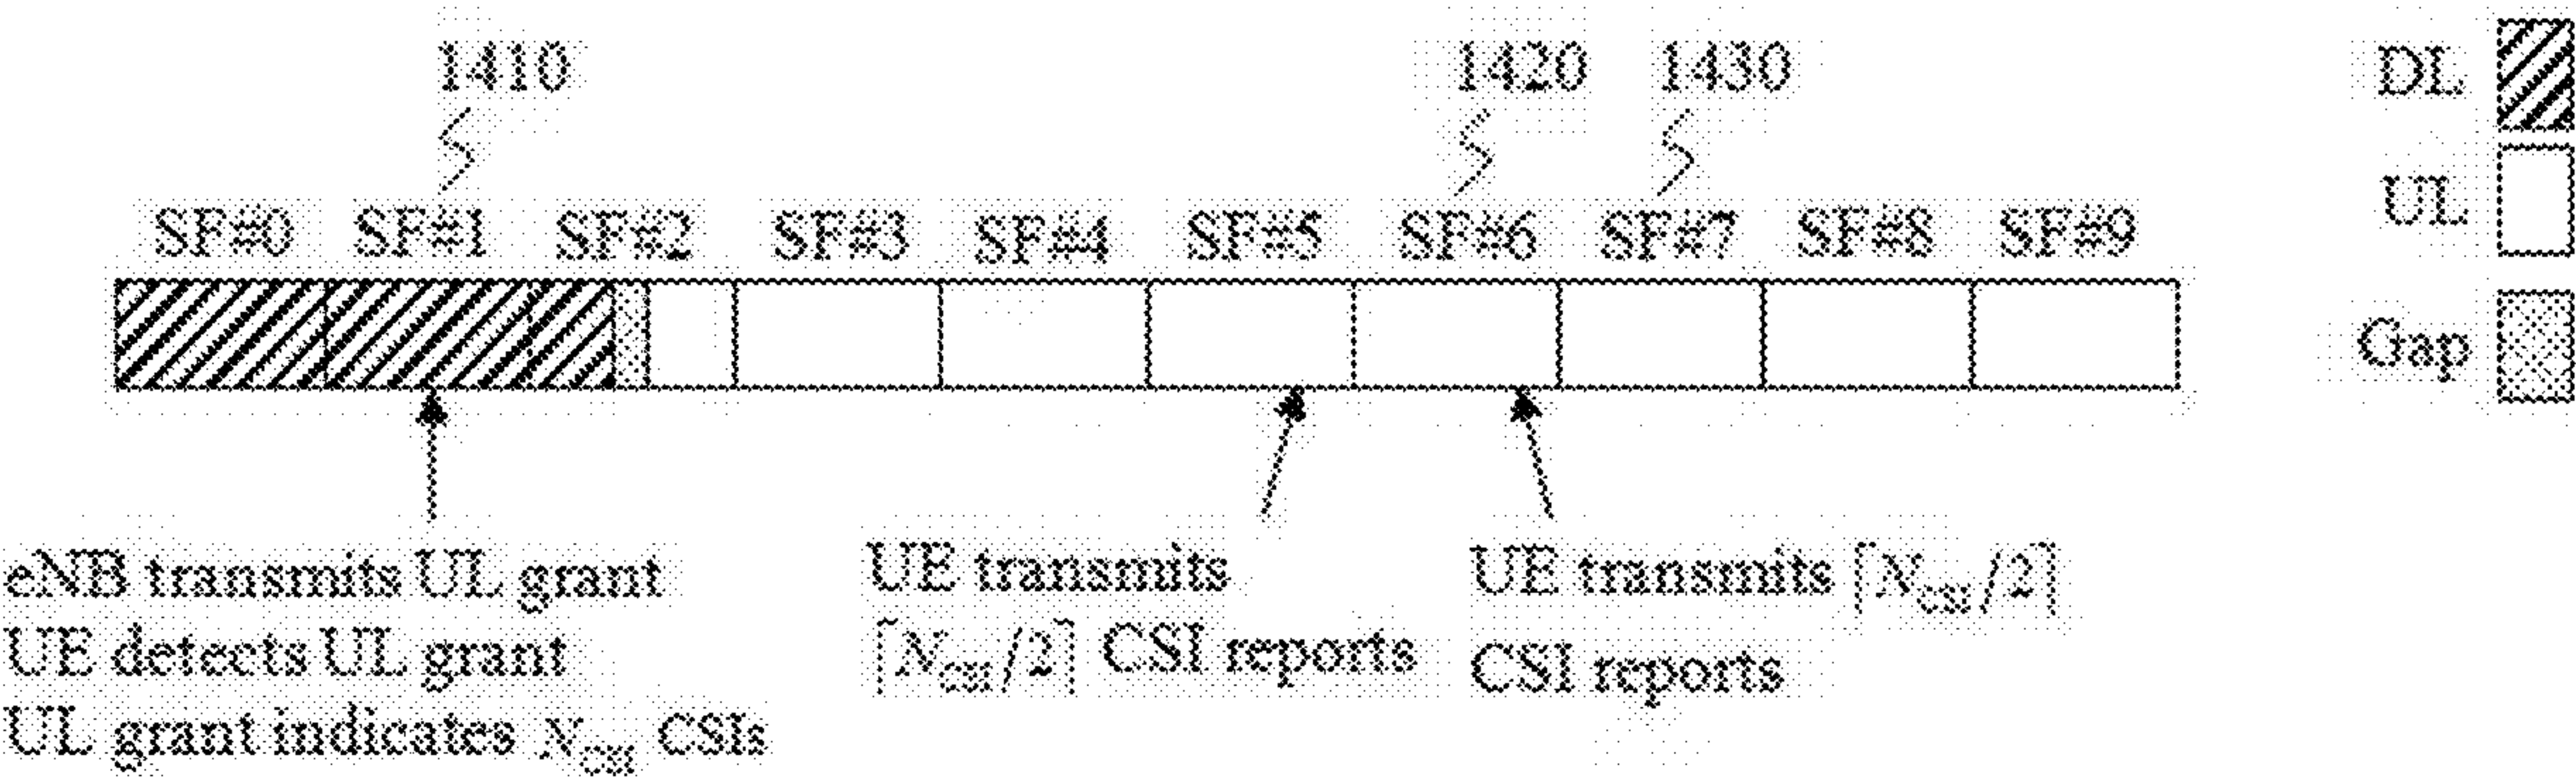 1410 1420 1430
DL
UL
Gap
SF#0 SF#1 SF#2 SF#3 SF#4 SF#5 SF#6 SF#7 SF#8 SF#9
eNB transmits UL grant
UE detects UL grant
UL grant indicates N_CSI CSIs
UE transmits
⌈N_CSI/2⌉ CSI reports
UE transmits ⌈N_CSI/2⌉
CSI reports